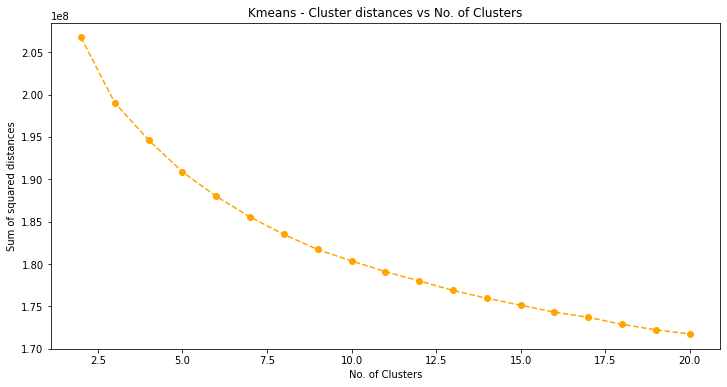 Kmeans - Cluster distances vs No. of Clusters
1e8
2.05
2.00
1.95
1.90
1.85
1.80
1.75
1.70
Sum of squared distances
2.5 5.0 7.5 10.0 12.5 15.0 17.5 20.0
No. of Clusters